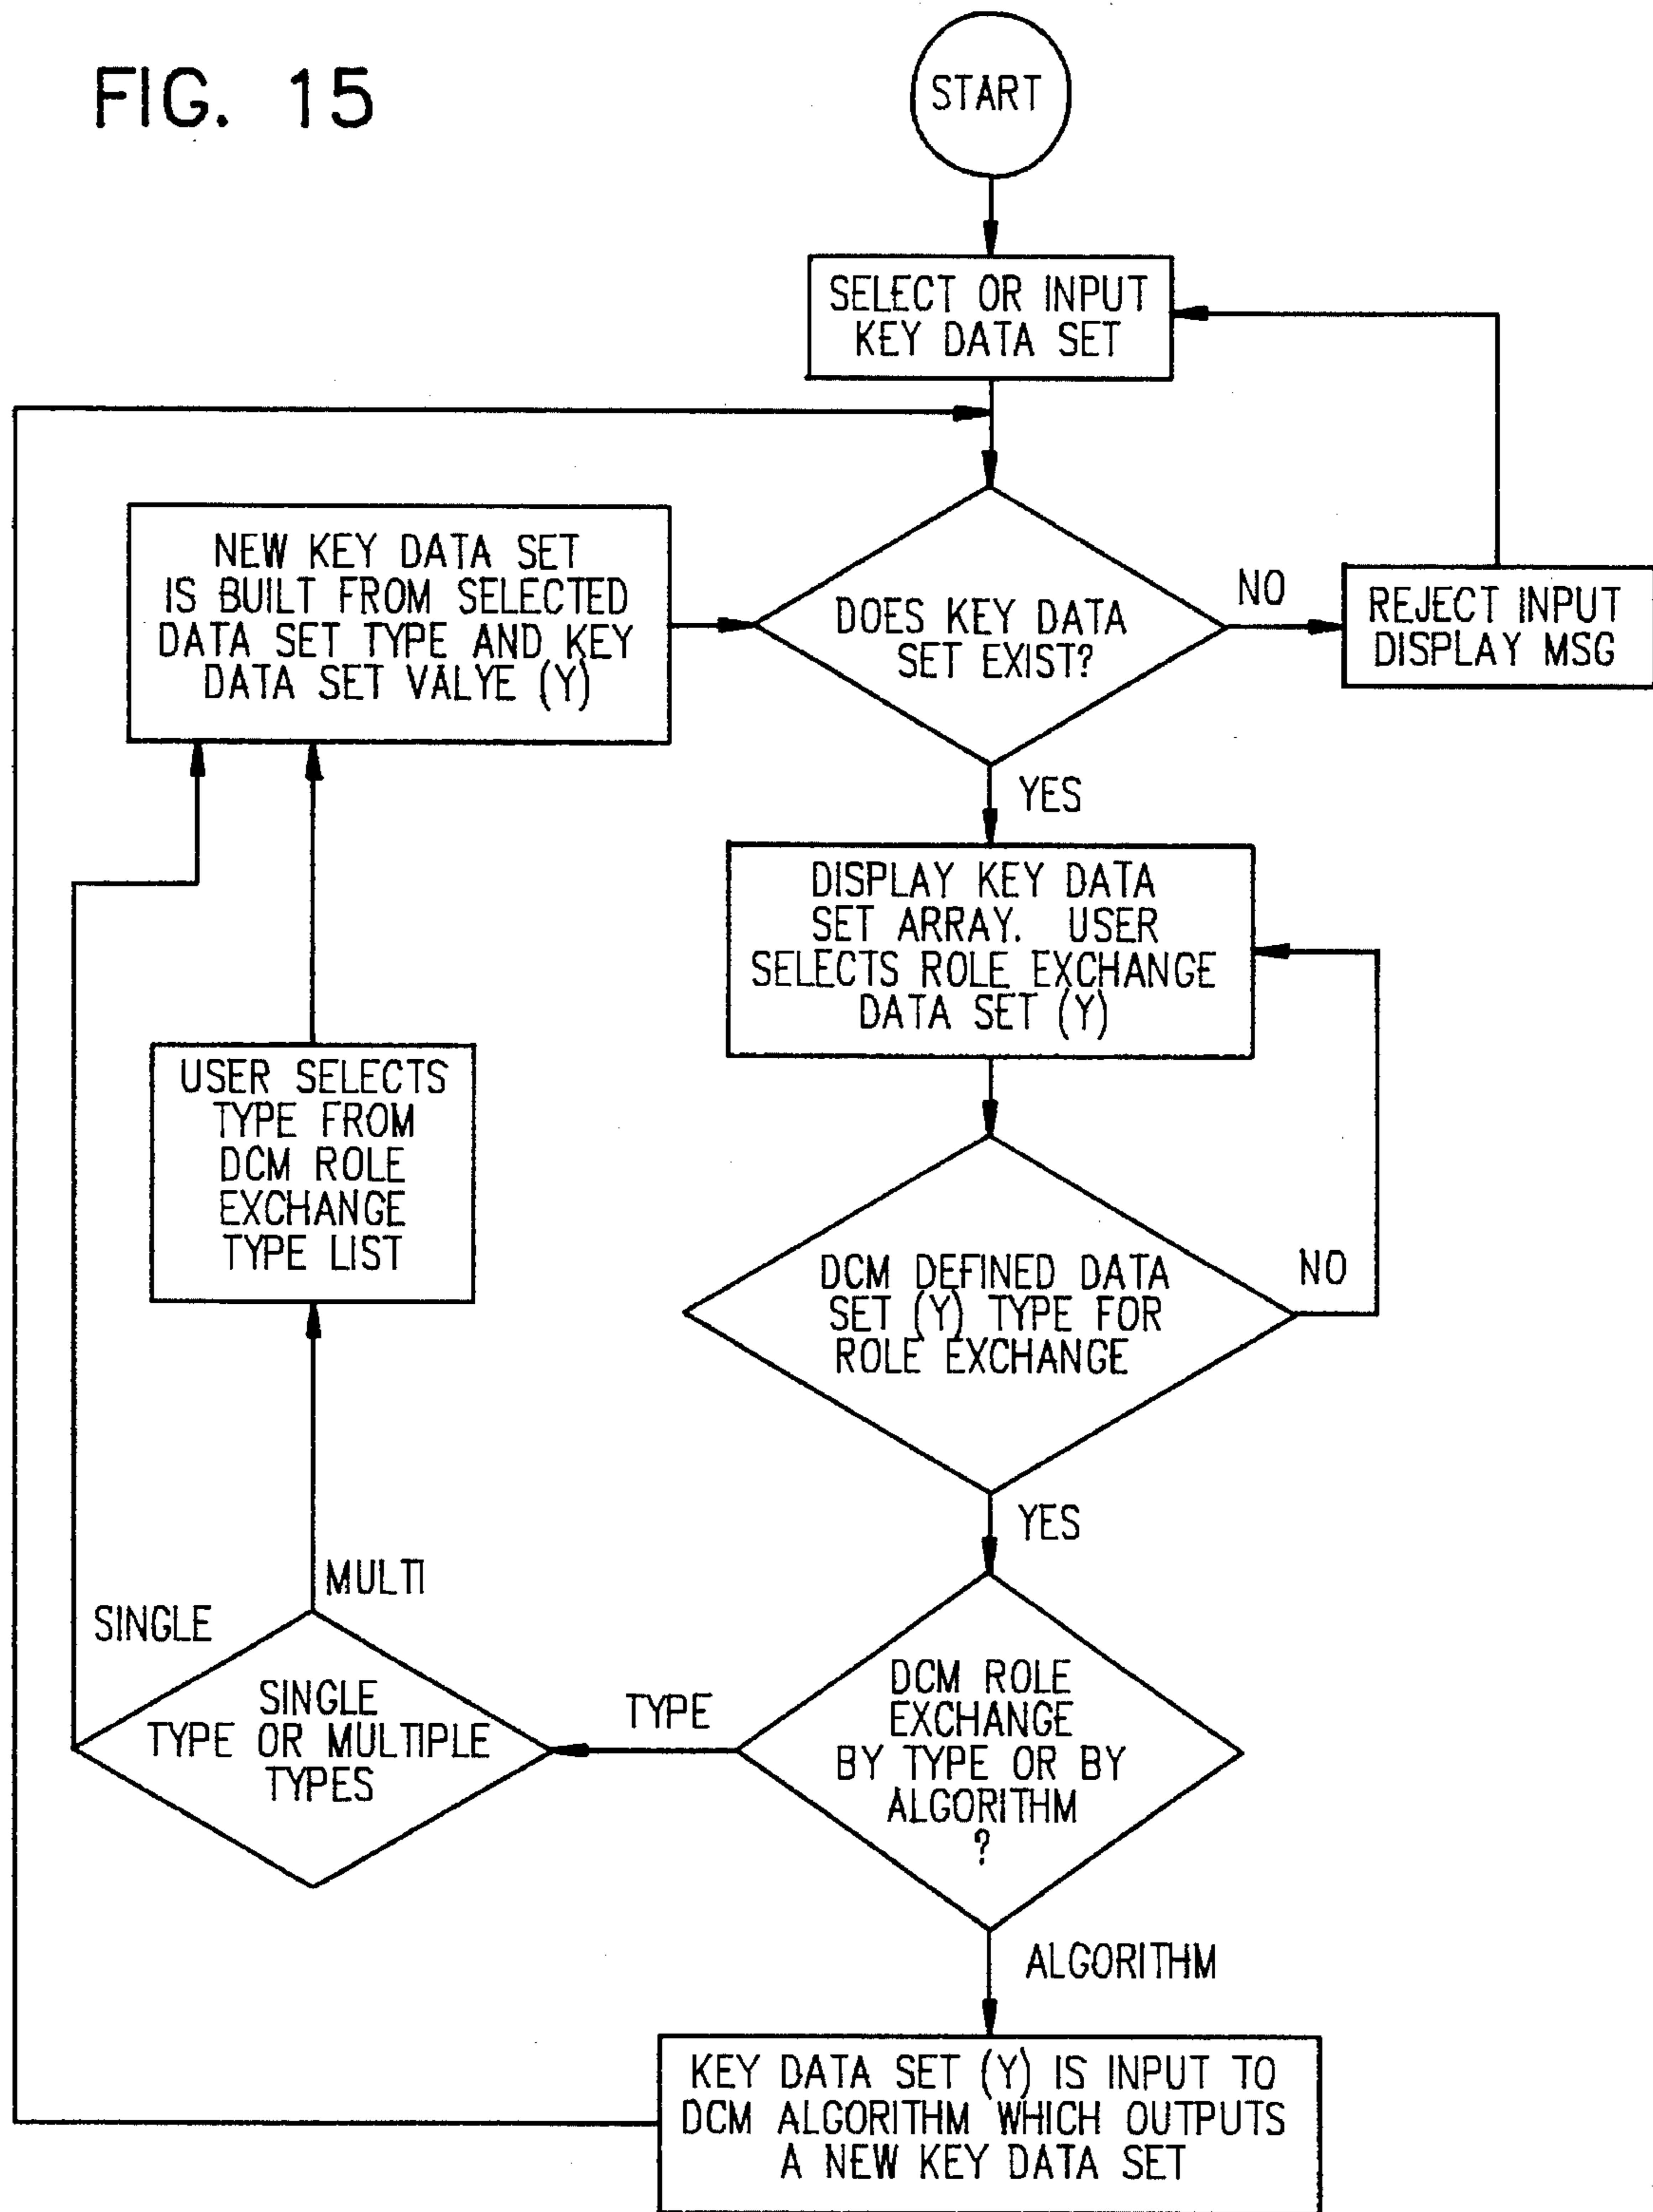 FIG. 15
START
SELECT OR INPUT
KEY DATA SET
NEW KEY DATA SET
IS BUILT FROM SELECTED
DATA SET TYPE AND KEY
DATA SET VALYE (Y)
DOES KEY DATA
SET EXIST?
NO
REJECT INPUT
DISPLAY MSG
YES
DISPLAY KEY DATA
SET ARRAY. USER
SELECTS ROLE EXCHANGE
DATA SET (Y)
USER SELECTS
TYPE FROM
DCM ROLE
EXCHANGE
TYPE LIST
DCM DEFINED DATA
SET (Y) TYPE FOR
ROLE EXCHANGE
NO
YES
MULTI
SINGLE
SINGLE
TYPE OR MULTIPLE
TYPES
TYPE
DCM ROLE
EXCHANGE
BY TYPE OR BY
ALGORITHM
?
ALGORITHM
KEY DATA SET (Y) IS INPUT TO
DCM ALGORITHM WHICH OUTPUTS
A NEW KEY DATA SET